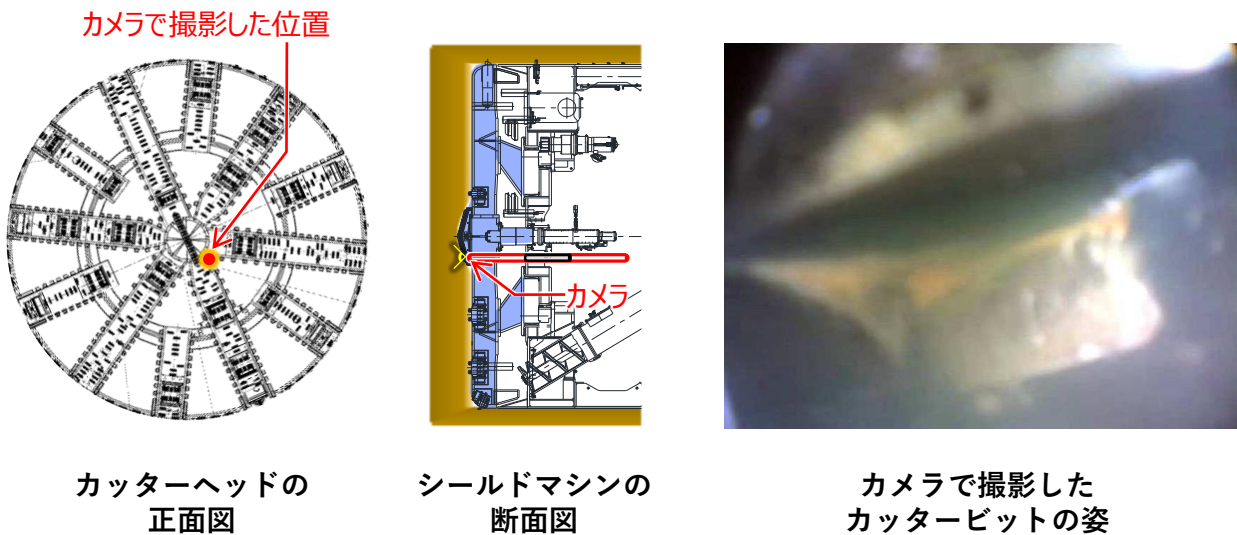 カメラで撮影した位置
カメラ
カッターヘッドの
正面図
シールドマシンの
断面図
カメラで撮影した
カッタービットの姿